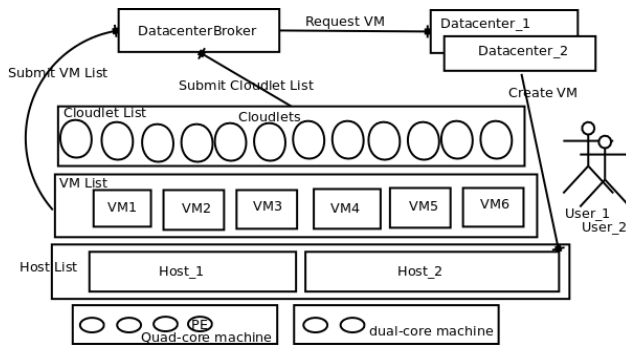 DatacenterBroker
Request VM
Datacenter_1
Datacenter_2
Submit VM List
Submit Cloudlet List
Create VM
Cloudlet List
Cloudlets
VM List
VM1
VM2
VM3
VM4
VM5
VM6
User_1
User_2
Host List
Host_1
Host_2
PE
Quad-core machine
dual-core machine